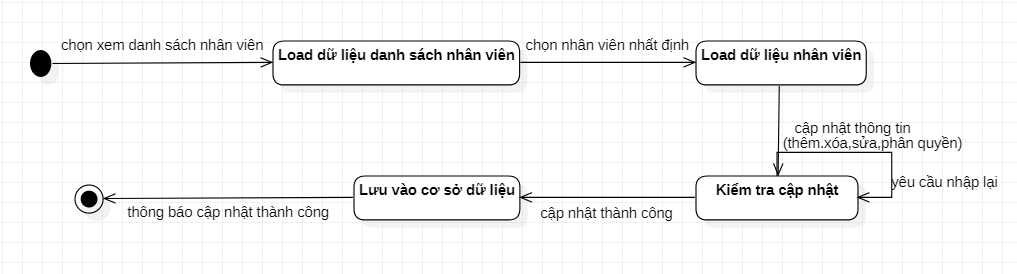 chọn xem danh sách nhân viên
Load dữ liệu danh sách nhân viên
chọn nhân viên nhất định
Load dữ liệu nhân viên
cập nhật thông tin
(thêm.xóa,sửa,phân quyền)
yêu cầu nhập lại
Kiểm tra cập nhật
cập nhật thành công
Lưu vào cơ sở dữ liệu
thông báo cập nhật thành công